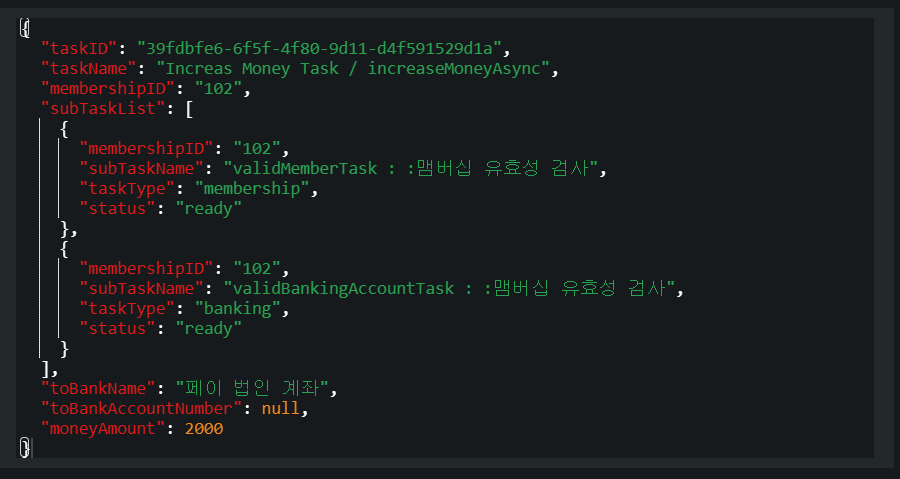 {
"taskID": "39fdbfe6-6f5f-4f80-9d11-d4f591529d1a",
"taskName": "Increas Money Task / increaseMoneyAsync",
"membershipID": "102",
"subTaskList": [
{
"membershipID": "102",
"subTaskName": "validMemberTask : :맴버십 유효성 검사",
"taskType": "membership",
"status": "ready"
},
{
"membershipID": "102",
"subTaskName": "validBankingAccountTask : :맴버십 유효성 검사",
"taskType": "banking",
"status": "ready"
}
],
"toBankName": "페이 법인 계좌",
"toBankAccountNumber": null,
"moneyAmount": 2000
}